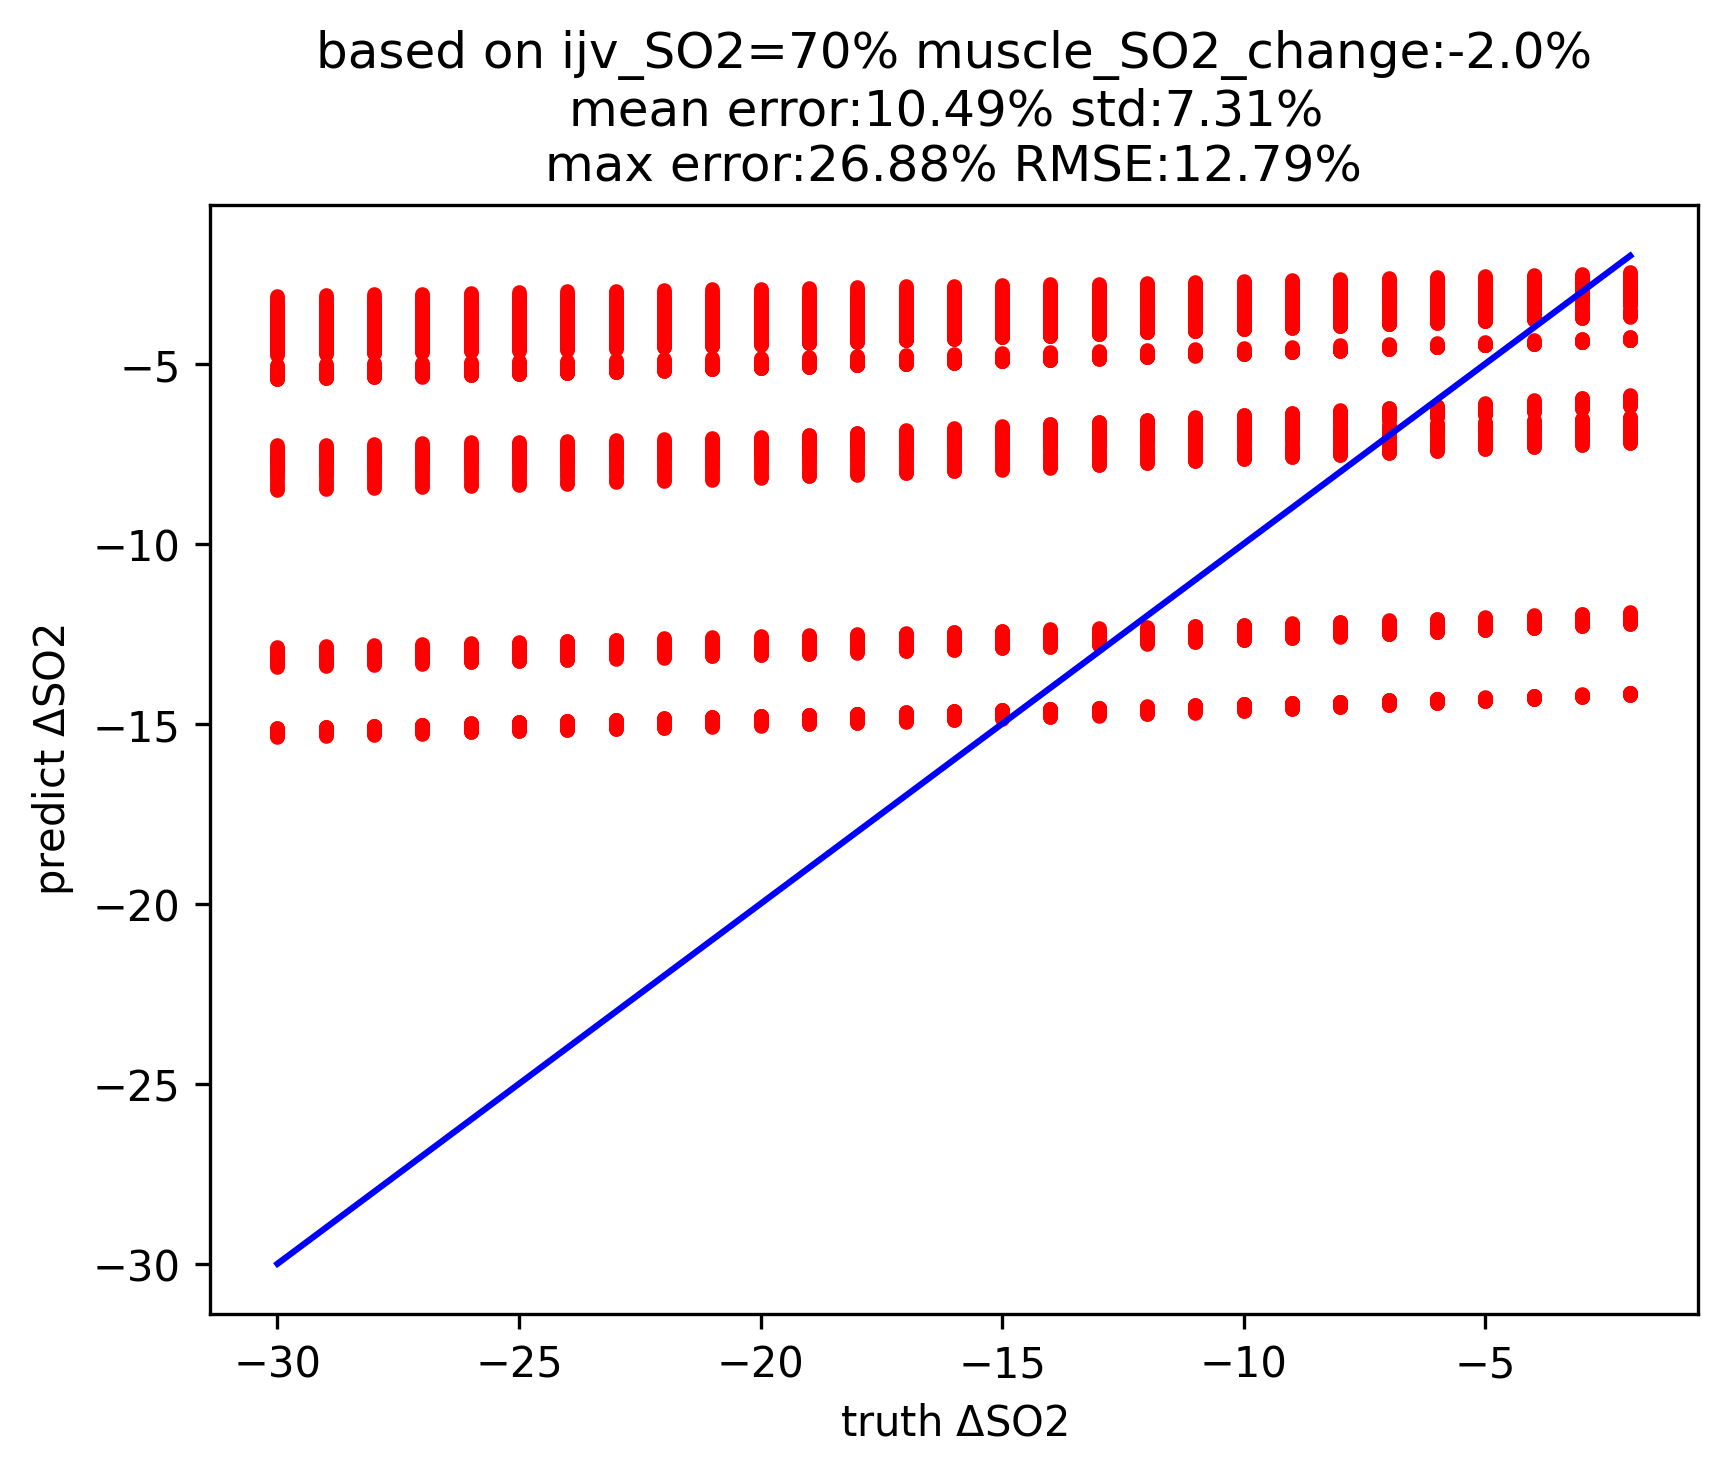 based on ijv_SO2=70% muscle_SO2_change:-2.0%
mean error:10.49% std:7.31%
max error:26.88% RMSE:12.79%
−5
−10
−15
−20
−25
−30
predict ΔSO2
−30
−25
−20
−15
−10
−5
truth ΔSO2